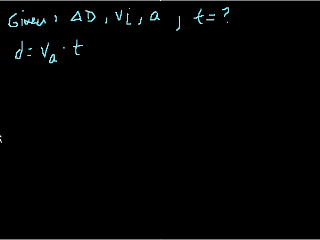 Given: ΔD, Vi, a, t=?
d= Va · t